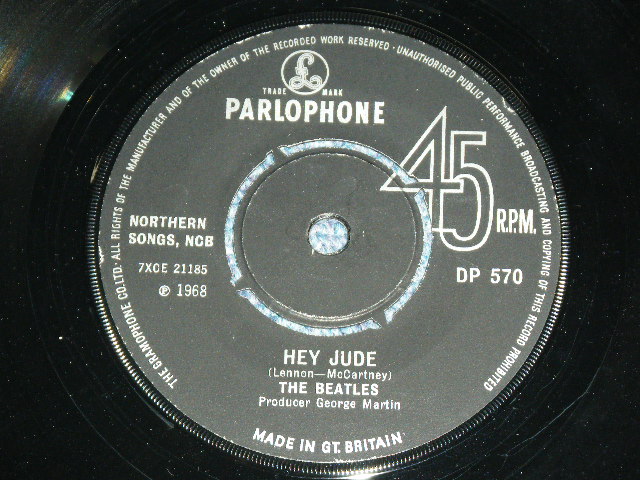 THE GRAMOPHONE CO. LTD. ALL RIGHTS OF THE MANUFACTURER AND OF THE OWNER OF THE RECORDED WORK RESERVED · UNAUTHORISED PUBLIC PERFORMANCE BROADCASTING AND COPYING OF THIS RECORD PROHIBITED
£
TRADE MARK
PARLOPHONE
45 R.P.M.
NORTHERN
SONGS, NCB
7XCE 21185
℗ 1968
DP 570
HEY JUDE
(Lennon—McCartney)
THE BEATLES
Producer George Martin
MADE IN GT. BRITAIN